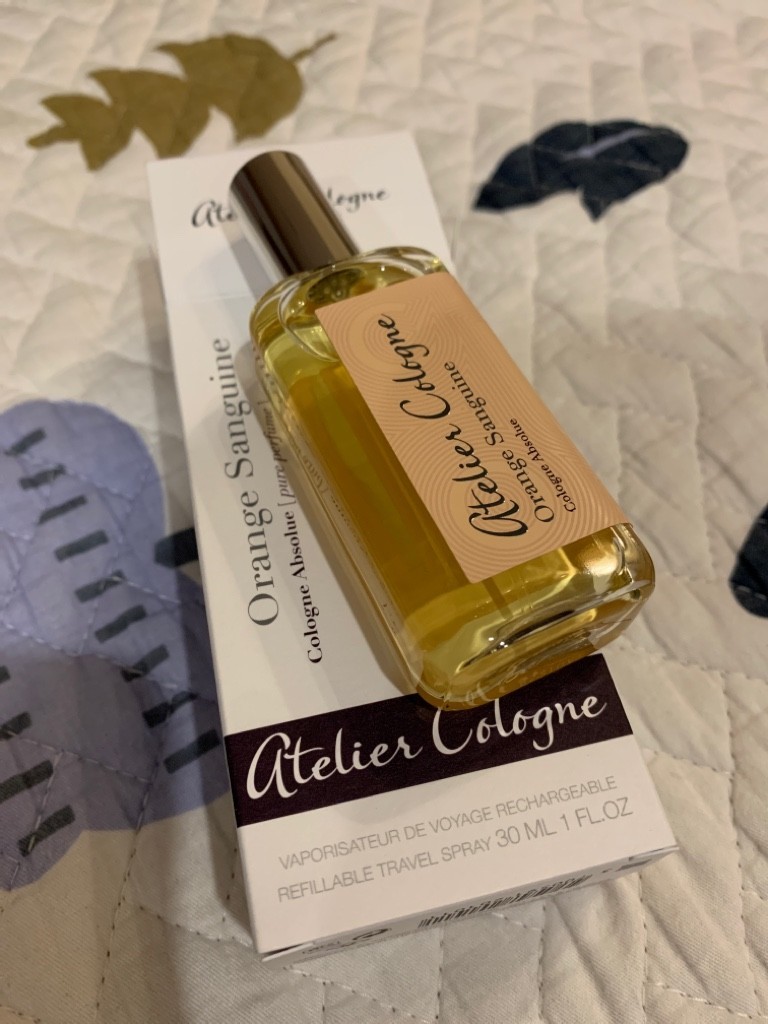 Atelier Cologne
Orange Sanguine
Cologne Absolue [pure perfume]
Atelier Cologne
Orange Sanguine
Cologne Absolue
Atelier Cologne
VAPORISATEUR DE VOYAGE RECHARGEABLE
REFILLABLE TRAVEL SPRAY 30 ML 1 FL.OZ